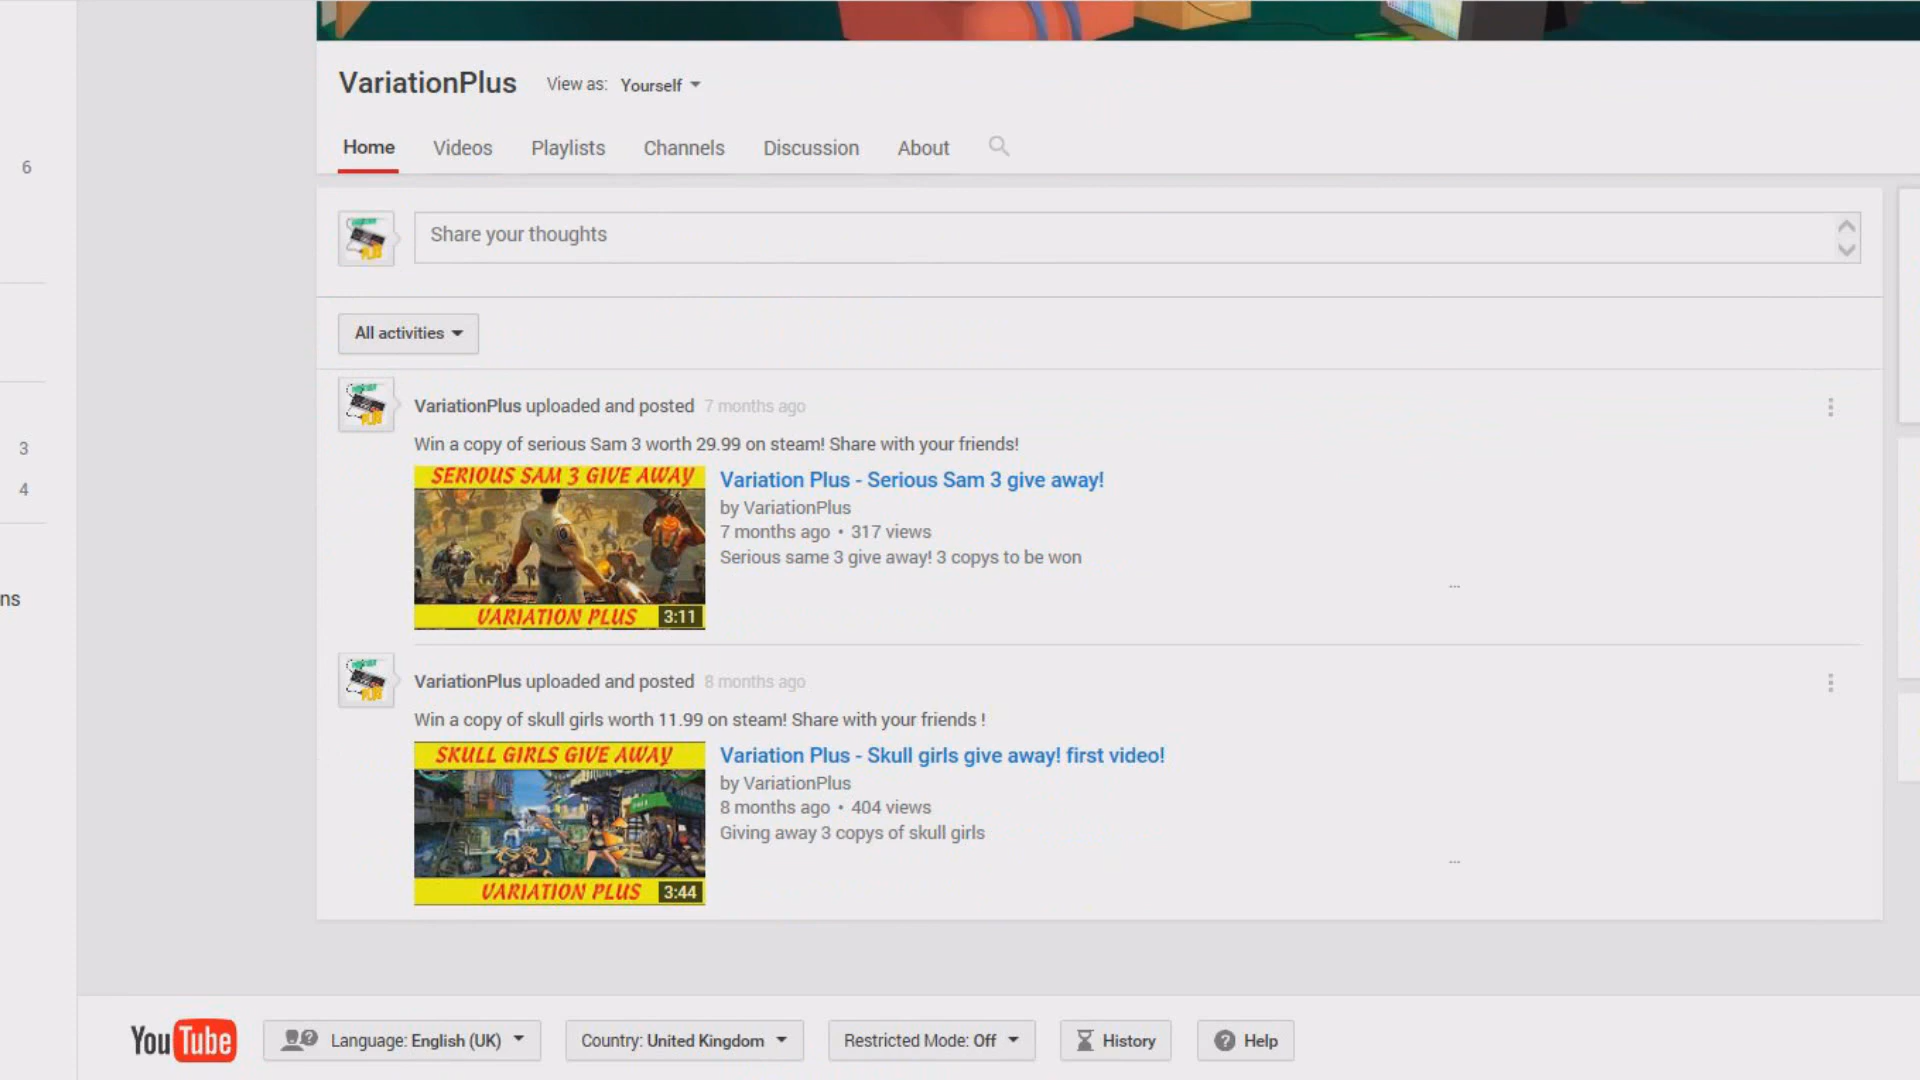 VariationPlus View as: Yourself
Home Videos Playlists Channels Discussion About
6
Share your thoughts
All activities
VariationPlus uploaded and posted 7 months ago
Win a copy of serious Sam 3 worth 29.99 on steam! Share with your friends!
SERIOUS SAM 3 GIVE AWAY
VARIATION PLUS 3:11
Variation Plus - Serious Sam 3 give away!
by VariationPlus
7 months ago • 317 views
Serious same 3 give away! 3 copys to be won
...
3
4
ns
VariationPlus uploaded and posted 8 months ago
Win a copy of skull girls worth 11.99 on steam! Share with your friends !
SKULL GIRLS GIVE AWAY
VARIATION PLUS 3:44
Variation Plus - Skull girls give away! first video!
by VariationPlus
8 months ago • 404 views
Giving away 3 copys of skull girls
...
YouTube Language: English (UK) Country: United Kingdom Restricted Mode: Off History Help